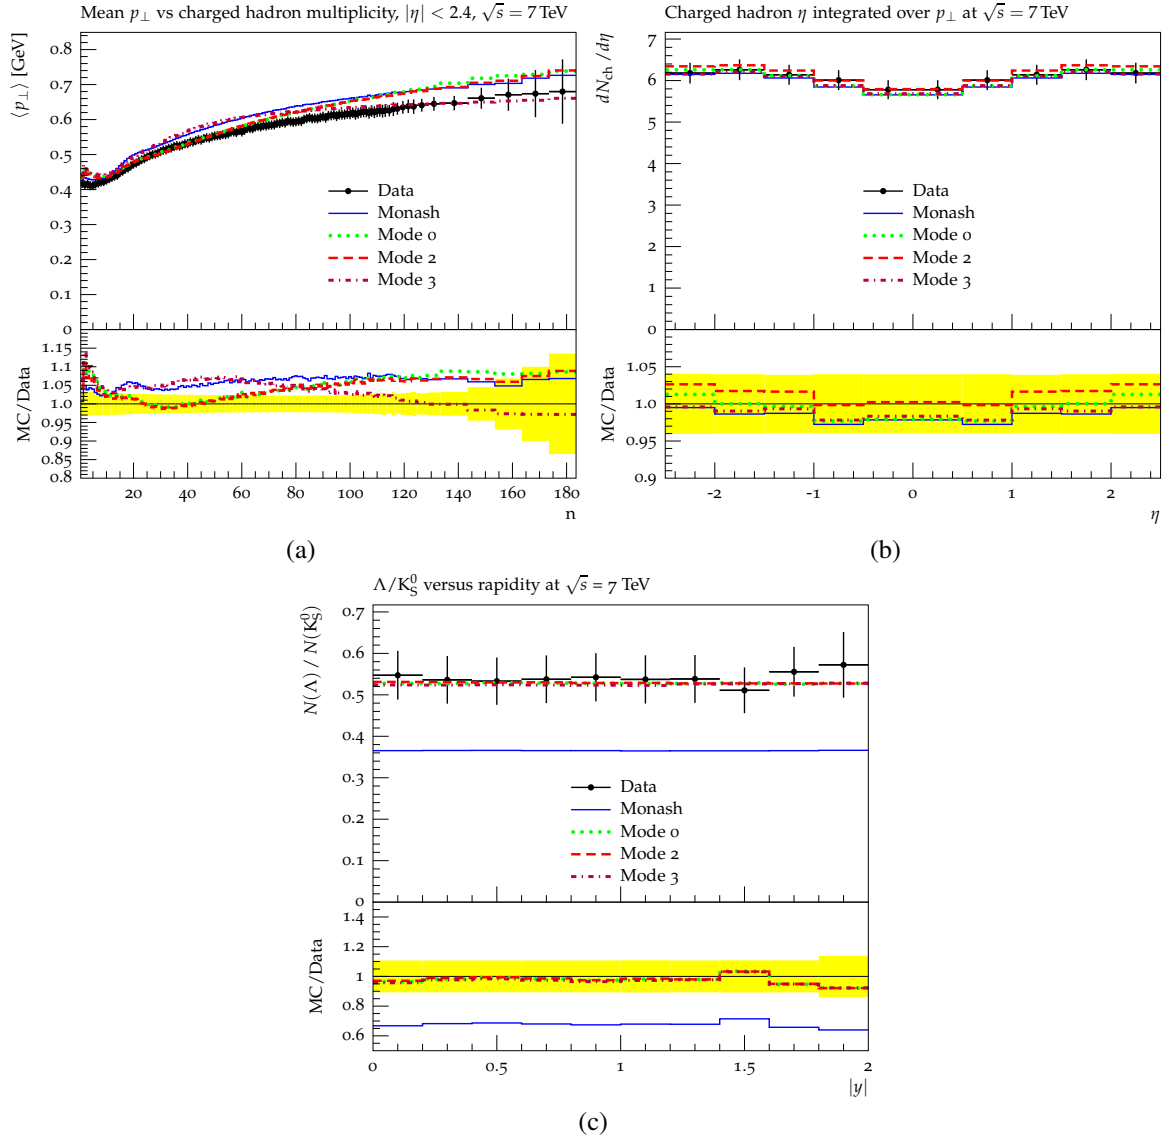 Mean p⊥ vs charged hadron multiplicity, |η| < 2.4, √s = 7 TeV
⟨p⊥⟩ [GeV]
0.8
0.7
0.6
0.5
0.4
0.3
0.2
0.1
0
Data
Monash
Mode 0
Mode 2
Mode 3
MC/Data
1.15
1.1
1.05
1.0
0.95
0.9
0.85
0.8
20 40 60 80 100 120 140 160 180
n
(a)
Charged hadron η integrated over p⊥ at √s = 7 TeV
dN_ch/dη
7
6
5
4
3
2
1
0
Data
Monash
Mode 0
Mode 2
Mode 3
MC/Data
1.05
1.0
0.95
0.9
-2 -1 0 1 2
η
(b)
Λ/K⁰_S versus rapidity at √s = 7 TeV
N(Λ) / N(K⁰_S)
0.7
0.6
0.5
0.4
0.3
0.2
0.1
0
Data
Monash
Mode 0
Mode 2
Mode 3
MC/Data
1.4
1.2
1
0.8
0.6
0 0.5 1 1.5 2
|y|
(c)